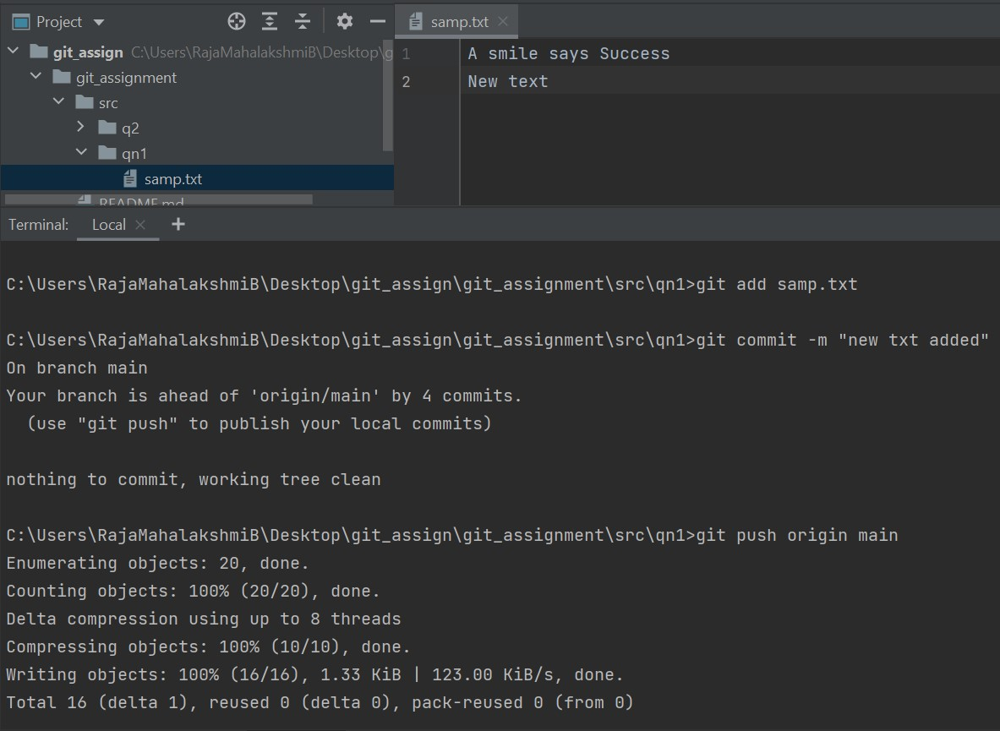 Project
samp.txt
git_assign C:\Users\RajaMahalakshmiB\Desktop\g
git_assignment
src
q2
qn1
samp.txt
README.md
1 A smile says Success
2 New text
Terminal: Local +
C:\Users\RajaMahalakshmiB\Desktop\git_assign\git_assignment\src\qn1>git add samp.txt
C:\Users\RajaMahalakshmiB\Desktop\git_assign\git_assignment\src\qn1>git commit -m "new txt added"
On branch main
Your branch is ahead of 'origin/main' by 4 commits.
(use "git push" to publish your local commits)
nothing to commit, working tree clean
C:\Users\RajaMahalakshmiB\Desktop\git_assign\git_assignment\src\qn1>git push origin main
Enumerating objects: 20, done.
Counting objects: 100% (20/20), done.
Delta compression using up to 8 threads
Compressing objects: 100% (10/10), done.
Writing objects: 100% (16/16), 1.33 KiB | 123.00 KiB/s, done.
Total 16 (delta 1), reused 0 (delta 0), pack-reused 0 (from 0)